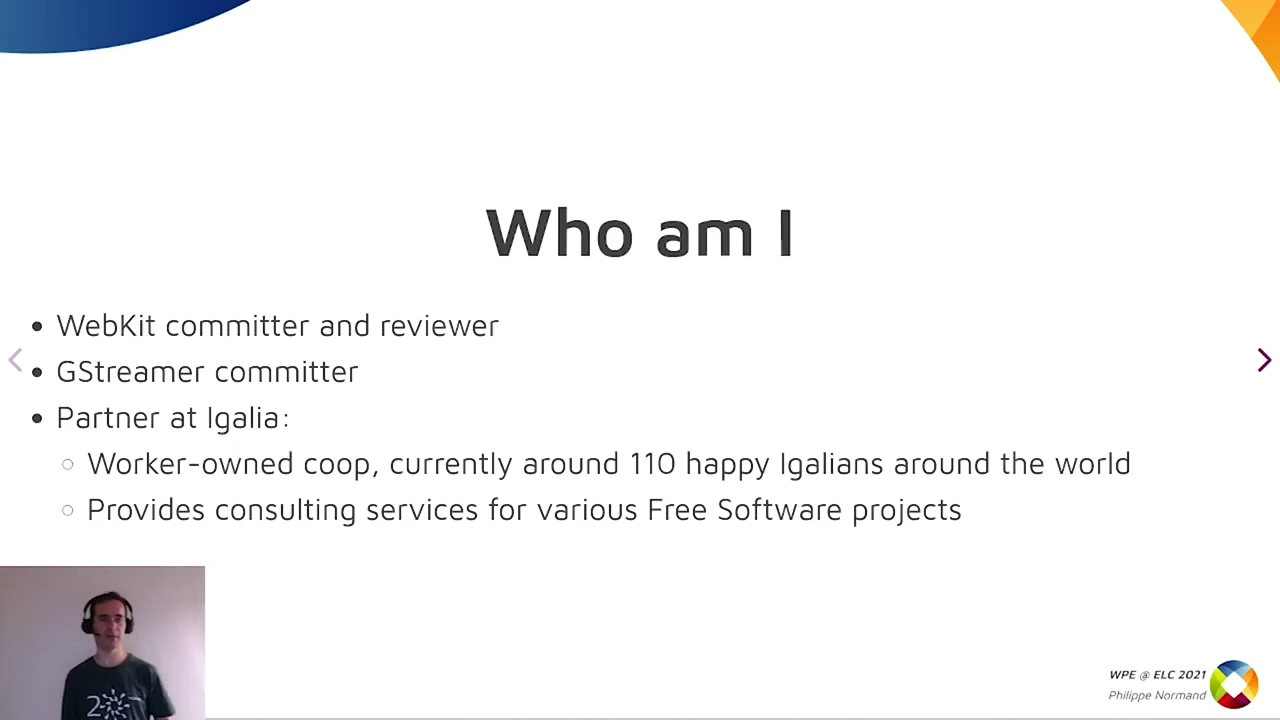 Who am I
WebKit committer and reviewer
GStreamer committer
Partner at Igalia:
Worker-owned coop, currently around 110 happy Igalians around the world
Provides consulting services for various Free Software projects
20
WPE @ ELC 2021
Philippe Normand